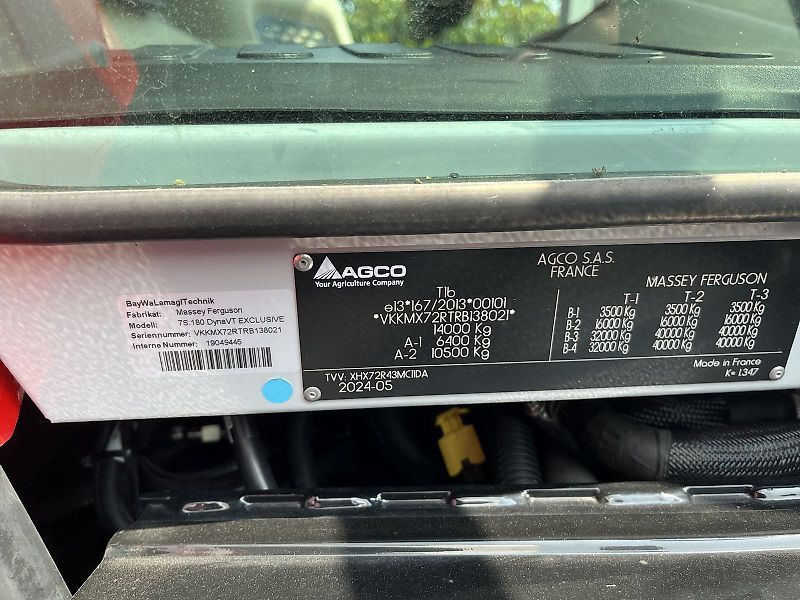 BayWaLamaglTechnik
Fabrikat: Massey Ferguson
Modell: 7S.180 DynaVT EXCLUSIVE
Seriennummer: VKKMX72RTRB138021
Interne Nummer: 19049445
AGCO
Your Agriculture Company
AGCO S.A.S.
FRANCE
T1b
e13*167/2013*00101
*VKKMX72RTRB138021*
14000 Kg
A-1 6400 Kg
A-2 10500 Kg
MASSEY FERGUSON
T-1 T-2 T-3
B-1 3500 Kg 3500 Kg 3500 Kg
B-2 16000 Kg 16000 Kg 16000 Kg
B-3 32000 Kg 40000 Kg 40000 Kg
B-4 32000 Kg 40000 Kg 40000 Kg
TVV: XHX72R43MC11DA
2024-05
Made in France
K= 1.347